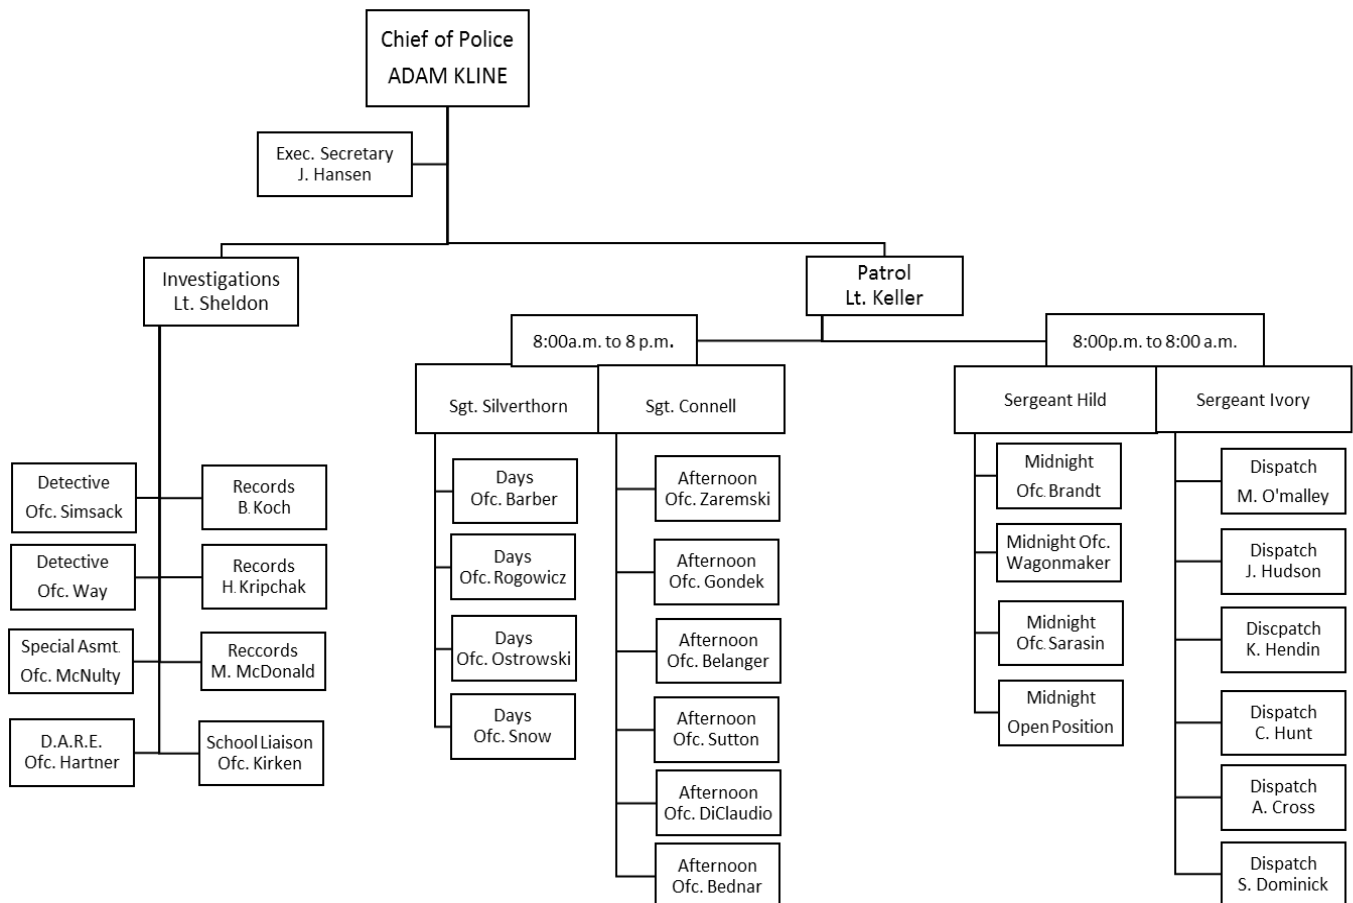 Chief of Police
ADAM KLINE
Exec. Secretary
J. Hansen
Investigations
Lt. Sheldon
Patrol
Lt. Keller
8:00a.m. to 8 p.m.
8:00p.m. to 8:00 a.m.
Sgt. Silverthorn
Sgt. Connell
Sergeant Hild
Sergeant Ivory
Detective
Ofc. Simsack
Detective
Ofc. Way
Special Asmt.
Ofc. McNulty
D.A.R.E.
Ofc. Hartner
Records
B. Koch
Records
H. Kripchak
Reccords
M. McDonald
School Liaison
Ofc. Kirken
Days
Ofc. Barber
Days
Ofc. Rogowicz
Days
Ofc. Ostrowski
Days
Ofc. Snow
Afternoon
Ofc. Zaremski
Afternoon
Ofc. Gondek
Afternoon
Ofc. Belanger
Afternoon
Ofc. Sutton
Afternoon
Ofc. DiClaudio
Afternoon
Ofc. Bednar
Midnight
Ofc. Brandt
Midnight Ofc.
Wagonmaker
Midnight
Ofc. Sarasin
Midnight
Open Position
Dispatch
M. O'malley
Dispatch
J. Hudson
Discpatch
K. Hendin
Dispatch
C. Hunt
Dispatch
A. Cross
Dispatch
S. Dominick